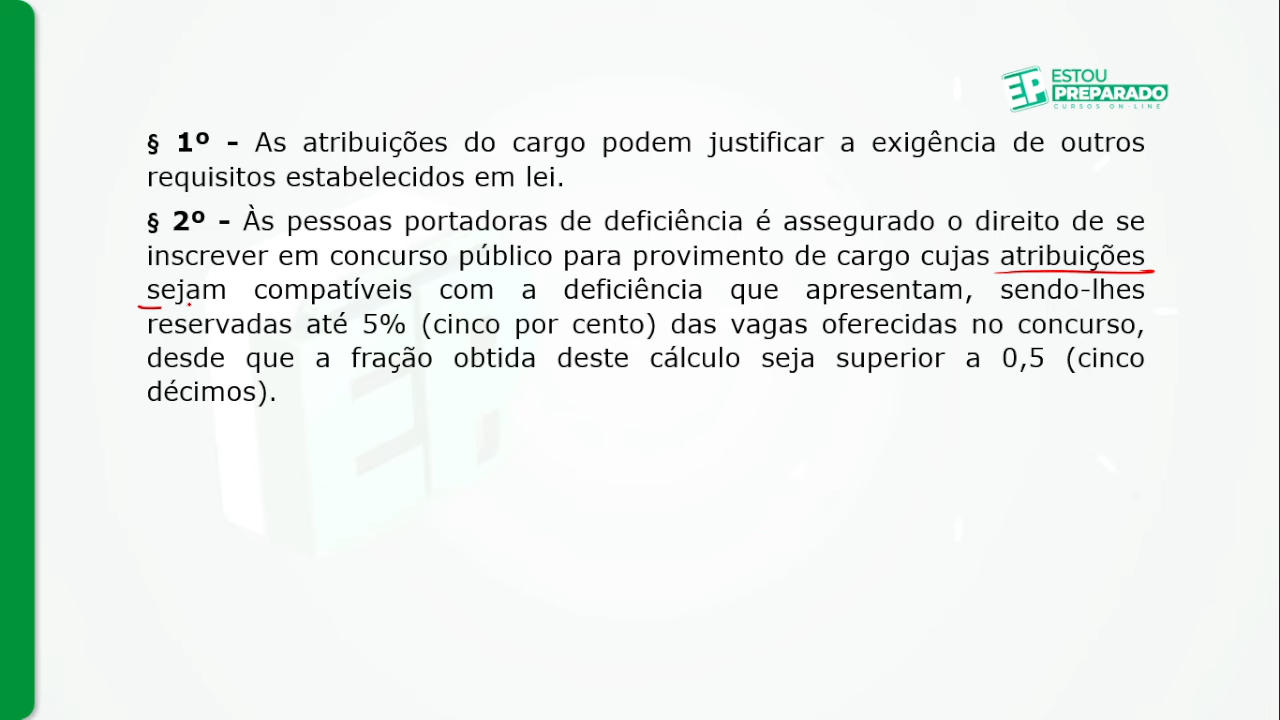 ESTOU
EP PREPARADO
CURSOS ON-LINE
§ 1º - As atribuições do cargo podem justificar a exigência de outros
requisitos estabelecidos em lei.
§ 2º - Às pessoas portadoras de deficiência é assegurado o direito de se
inscrever em concurso público para provimento de cargo cujas atribuições
sejam compatíveis com a deficiência que apresentam, sendo-lhes
reservadas até 5% (cinco por cento) das vagas oferecidas no concurso,
desde que a fração obtida deste cálculo seja superior a 0,5 (cinco
décimos).
EP